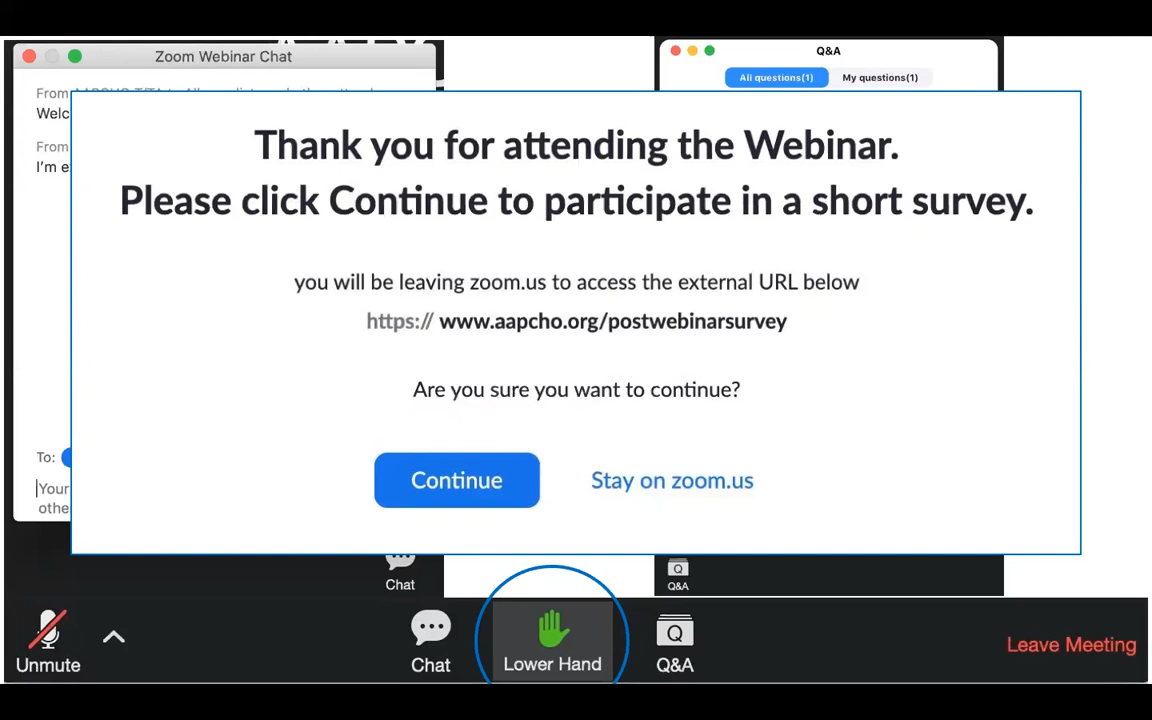 Zoom Webinar Chat
Q&A
All questions(1) My questions(1)
From
Welc
From
I'm e
Thank you for attending the Webinar.
Please click Continue to participate in a short survey.
you will be leaving zoom.us to access the external URL below
https:// www.aapcho.org/postwebinarsurvey
Are you sure you want to continue?
Continue Stay on zoom.us
To:
Your
othe
Chat
Q
Q&A
Unmute
Chat
Lower Hand
Q
Q&A
Leave Meeting